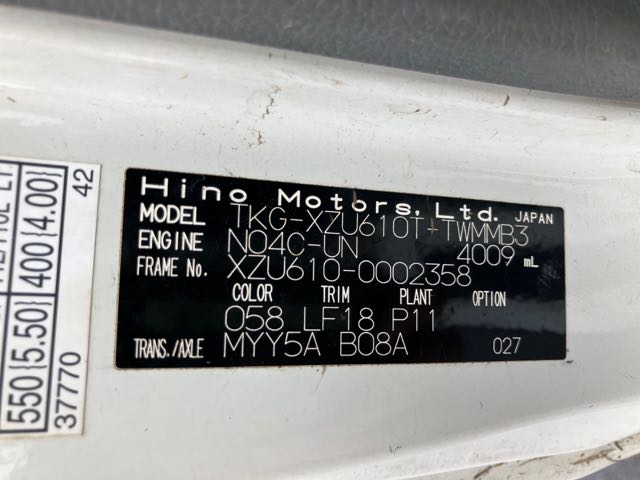 Hino Motors, Ltd. JAPAN
MODEL TKG-XZU610T-TWMMB3
ENGINE N04C-UN 4009 mL
FRAME NO. XZU610-0002358
COLOR TRIM PLANT OPTION
058 LF18 P11
TRANS./AXLE MYY5A B08A 027
550{5.50} 400{4.00}
37770 42